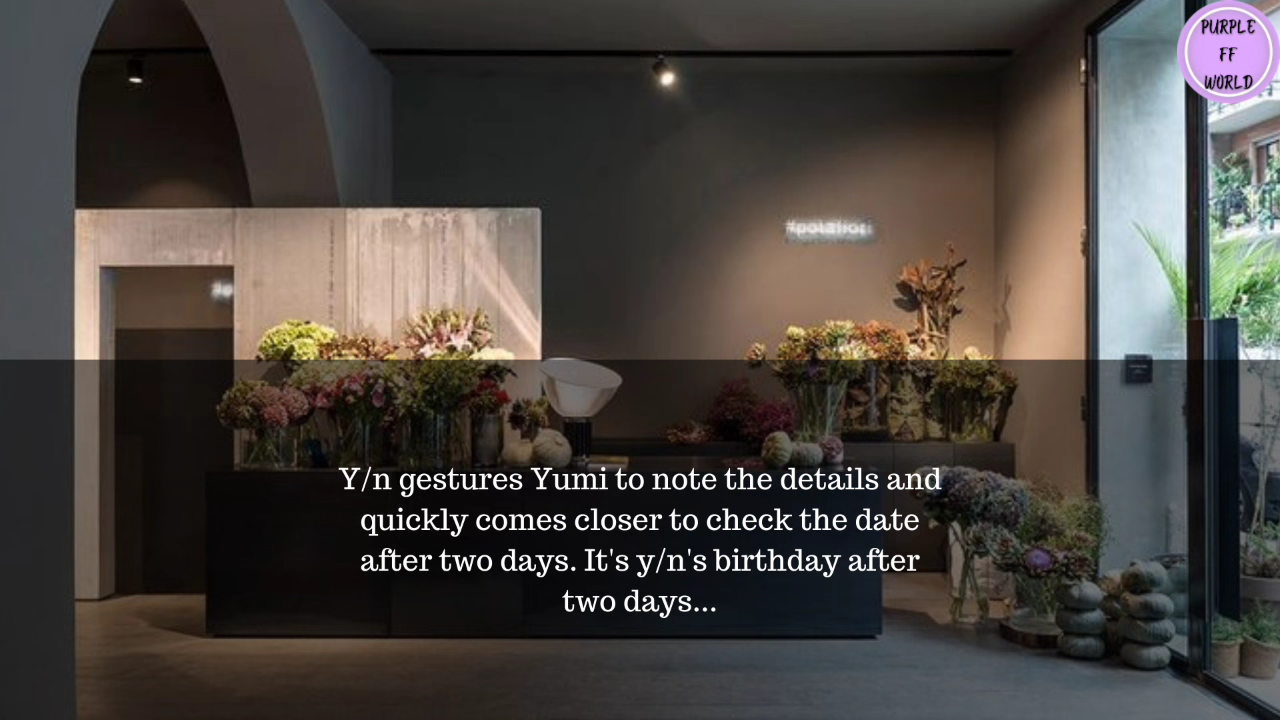 PURPLE
FF
WORLD
Y/n gestures Yumi to note the details and
quickly comes closer to check the date
after two days. It's y/n's birthday after
two days...